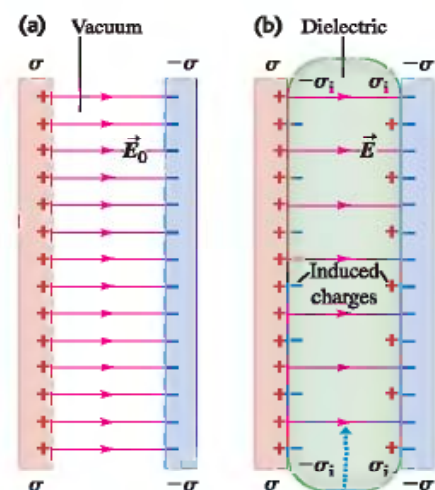 (a)
Vacuum
σ
−σ
E⃗₀
σ
−σ
(b)
Dielectric
σ
−σ
−σᵢ
σᵢ
E⃗
Induced
charges
−σᵢ
σᵢ
σ
−σ